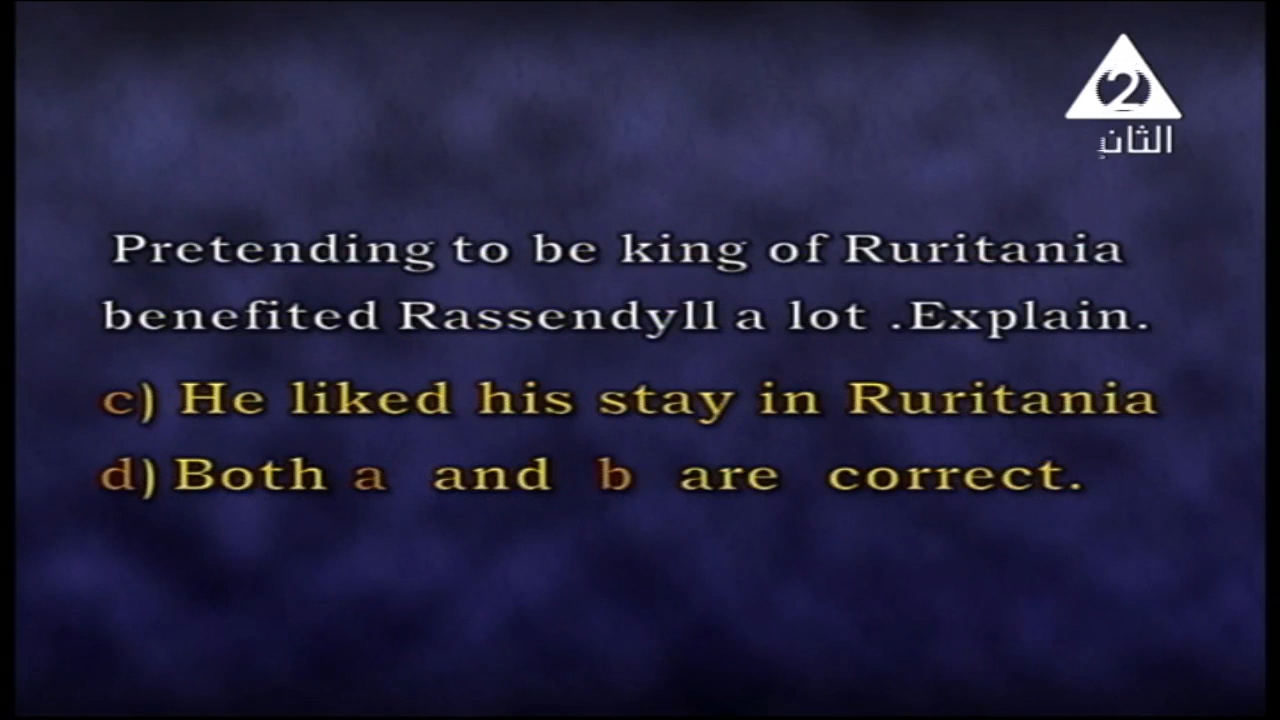 2
الثانية
Pretending to be king of Ruritania
benefited Rassendyll a lot .Explain.
c) He liked his stay in Ruritania
d) Both a and b are correct.